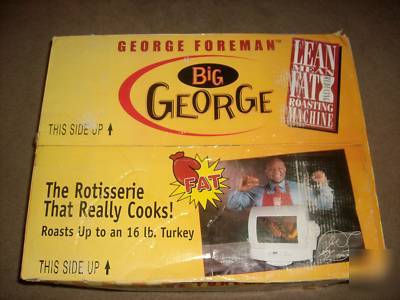 GEORGE FOREMAN™
BiG
GEORGE
LEAN
MEAN
FAT
ROASTING
MACHINE
THIS SIDE UP
FAT
The Rotisserie
That Really Cooks!
Roasts Up to an 16 lb. Turkey
THIS SIDE UP